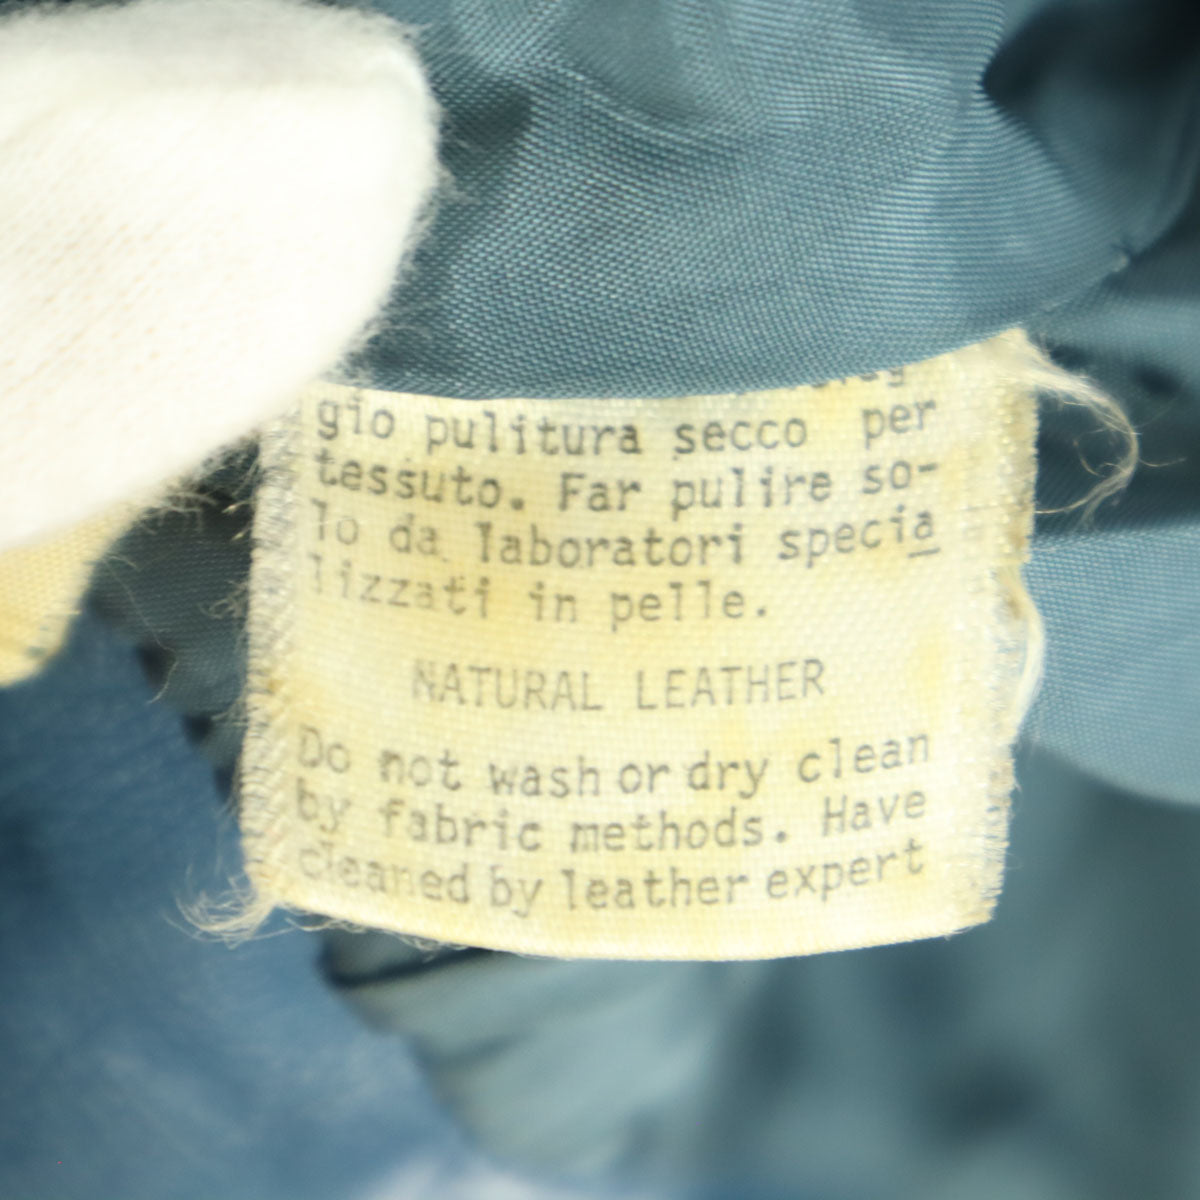 gio pulitura secco per
tessuto. Far pulire so-
lo da laboratori specia
lizzati in pelle.
NATURAL LEATHER
Do not wash or dry clean
by fabric methods. Have
cleaned by leather expert